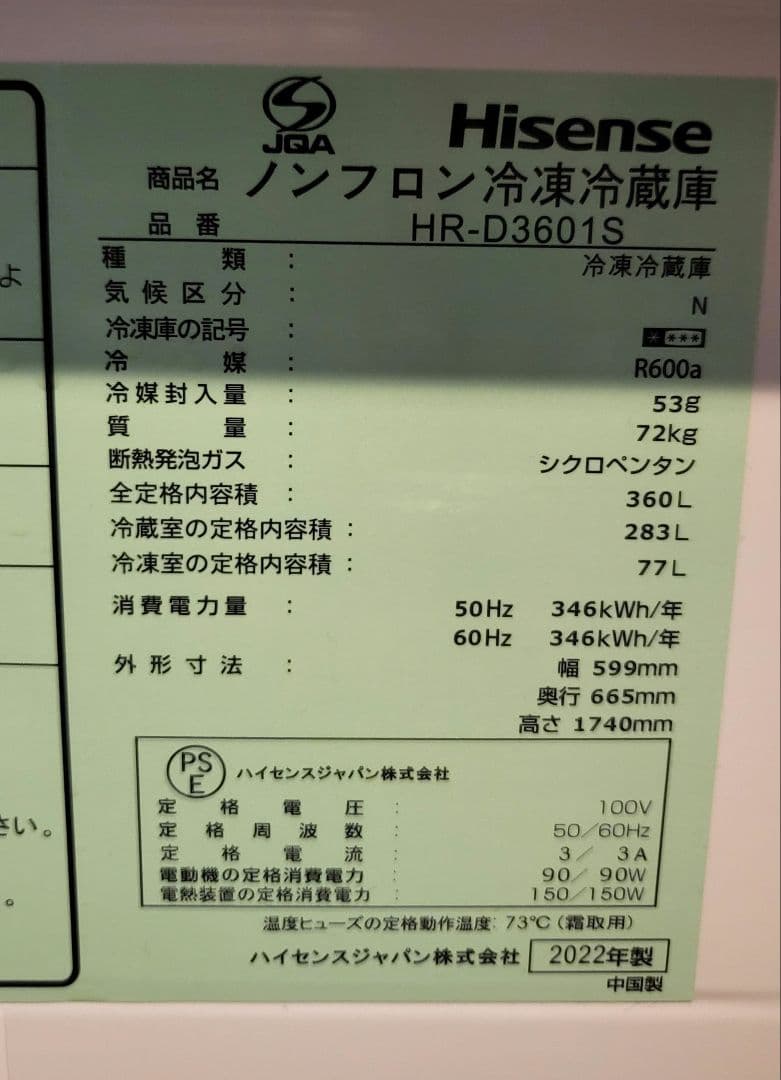 JQA
Hisense
商品名 ノンフロン冷凍冷蔵庫
品番 HR-D3601S
種類 : 冷凍冷蔵庫
気候区分 : N
冷凍庫の記号 : * ***
冷媒 : R600a
冷媒封入量 : 53g
質量 : 72kg
断熱発泡ガス : シクロペンタン
全定格内容積 : 360L
冷蔵室の定格内容積 : 283L
冷凍室の定格内容積 : 77L
消費電力量 : 50Hz 346kWh/年
60Hz 346kWh/年
外形寸法 : 幅 599mm
奥行 665mm
高さ 1740mm
PSE ハイセンスジャパン株式会社
定格電圧 : 100V
定格周波数 : 50/60Hz
定格電流 : 3/ 3A
電動機の定格消費電力 : 90/ 90W
電熱装置の定格消費電力 : 150/150W
温度ヒューズの定格動作温度: 73℃(霜取用)
ハイセンスジャパン株式会社 2022年製
中国製
よ
さい。
。